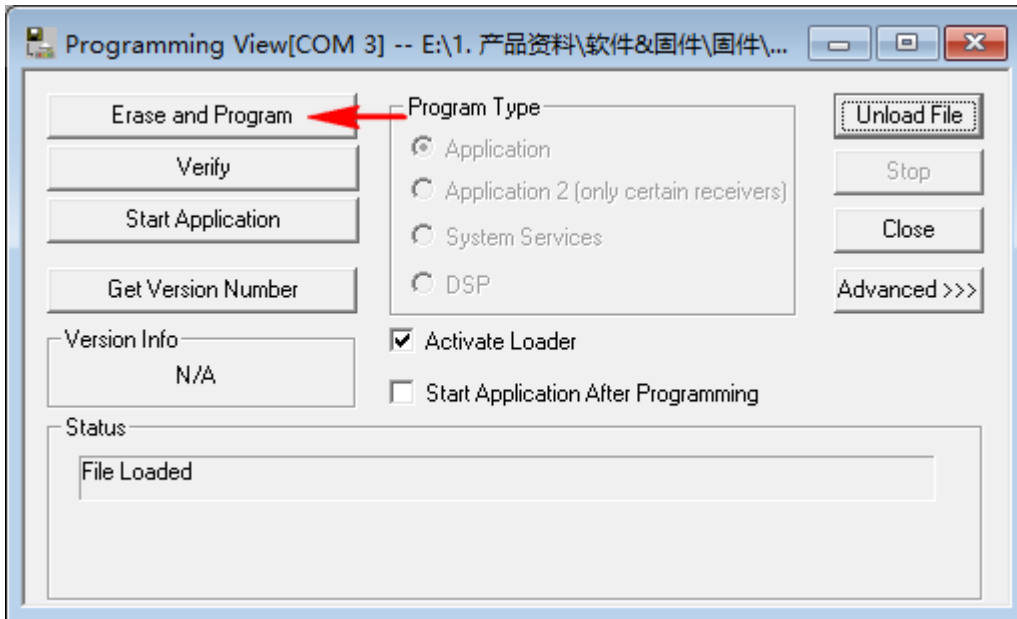 Programming View[COM 3] -- E:\1. 产品资料\软件&固件\固件\...
Erase and Program
Verify
Start Application
Get Version Number
Version Info
N/A
Program Type
Application
Application 2 (only certain receivers)
System Services
DSP
Activate Loader
Start Application After Programming
Unload File
Stop
Close
Advanced >>>
Status
File Loaded